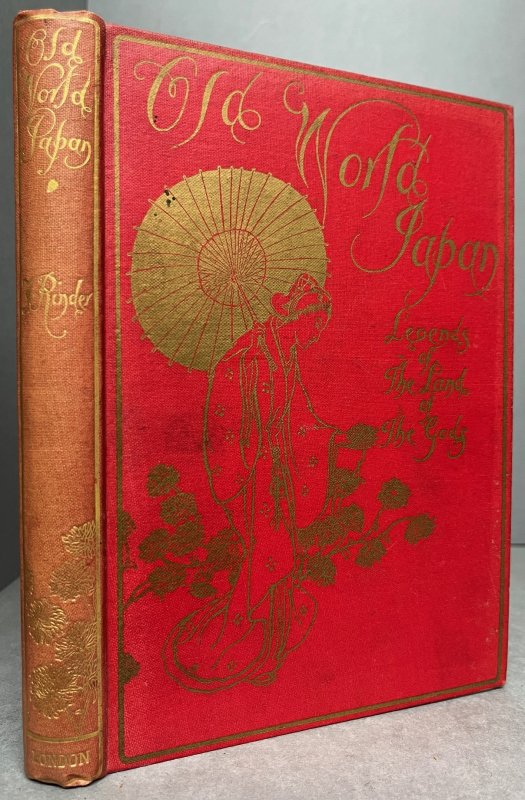 Old
World
Japan
F. Rinder
LONDON
Old
World
Japan
Legends
of
The Land
of
The Gods